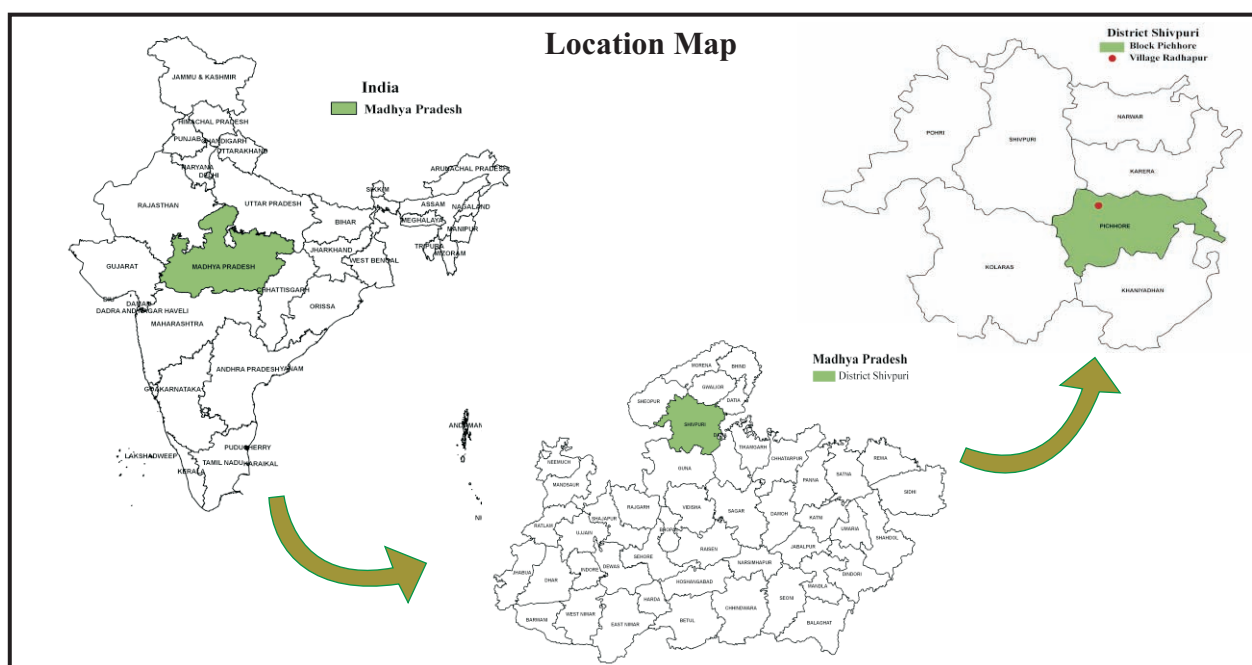 Location Map
India
Madhya Pradesh
JAMMU & KASHMIR
HIMACHAL PRADESH
PUNJAB
CHANDIGARH
UTTARAKHAND
HARYANA
DELHI
RAJASTHAN
UTTAR PRADESH
SIKKIM
ARUNACHAL PRADESH
ASSAM
NAGALAND
BIHAR
MEGHALAYA
MANIPUR
JHARKHAND
TRIPURA
MIZORAM
WEST BENGAL
GUJARAT
MADHYA PRADESH
CHHATTISGARH
DIU
DAMAN
DADRA AND NAGAR HAVELI
ORISSA
MAHARASHTRA
ANDHRA PRADESH
YANAM
GOA
KARNATAKA
ANDAMAN
PUDUCHERRY
LAKSHADWEEP
TAMIL NADU
KARAIKAL
KERALA
NI
Madhya Pradesh
District Shivpuri
MORENA
BHIND
GWALIOR
SHEOPUR
DATIA
SHIVPURI
TIKAMGARH
CHHATARPUR
NEEMUCH
GUNA
REWA
PANNA
SATNA
MANDSAUR
SIDHI
RAJGARH
VIDISHA
SAGAR
DAMOH
KATNI
SHAJAPUR
RATLAM
UMARIA
UJJAIN
BHOPAL
SHAHDOL
RAISEN
JABALPUR
SEHORE
NARSIMHAPUR
JHABUA
INDORE
DEWAS
DINDORI
DHAR
HOSHANGABAD
MANDLA
HARDA
SEONI
CHHINDWARA
WEST NIMAR
BARWANI
EAST NIMAR
BETUL
BALAGHAT
District Shivpuri
Block Pichhore
Village Radhapur
NARWAR
POHRI
SHIVPURI
KARERA
PICHHORE
KOLARAS
KHANIYADHAN